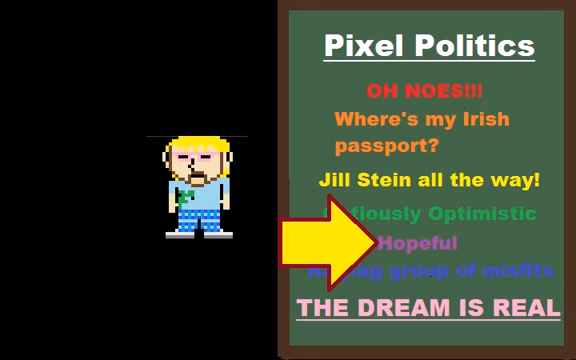 Pixel Politics
OH NOES!!!
Where's my Irish
passport?
Jill Stein all the way!
Optimistic
Hopeful
group of misfits
THE DREAM IS REAL